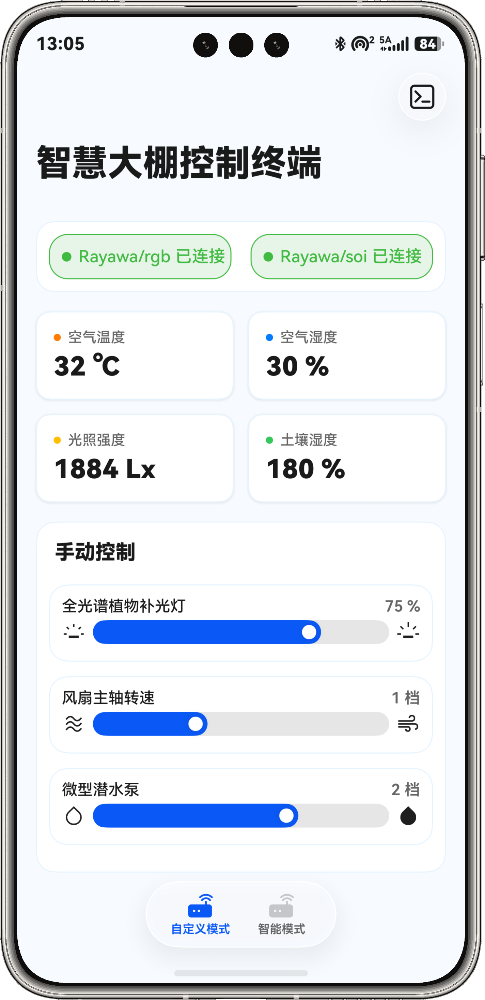 13:05
2 5A 84
智慧大棚控制终端
Rayawa/rgb 已连接 Rayawa/soi 已连接
空气温度 空气湿度
32 ℃ 30 %
光照强度 土壤湿度
1884 Lx 180 %
手动控制
全光谱植物补光灯 75 %
风扇主轴转速 1 档
微型潜水泵 2 档
自定义模式 智能模式